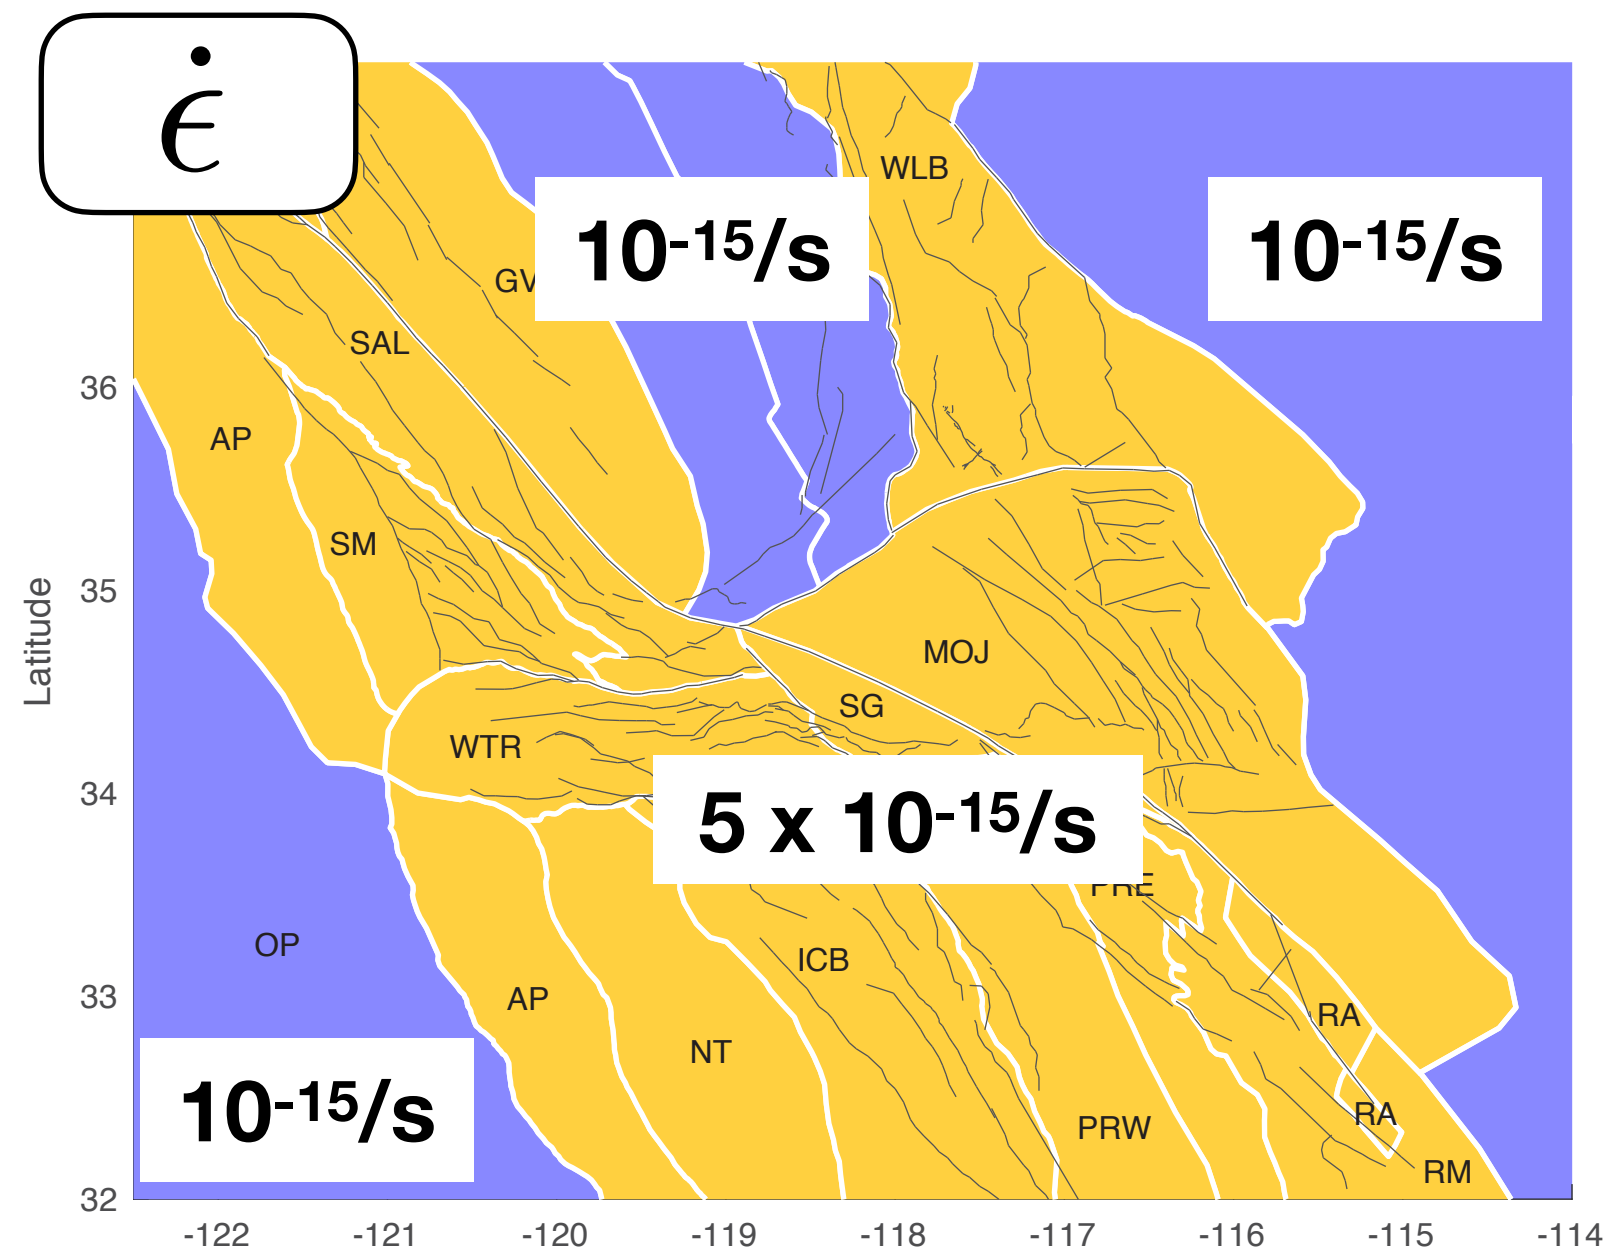 ϵ̇
WLB
10-15/s
10-15/s
GV
SAL
36
AP
SM
35
Latitude
MOJ
SG
WTR
34
5 x 10-15/s
PRE
OP
ICB
33
AP
RA
NT
10-15/s
RA
PRW
RM
32
-122 -121 -120 -119 -118 -117 -116 -115 -114